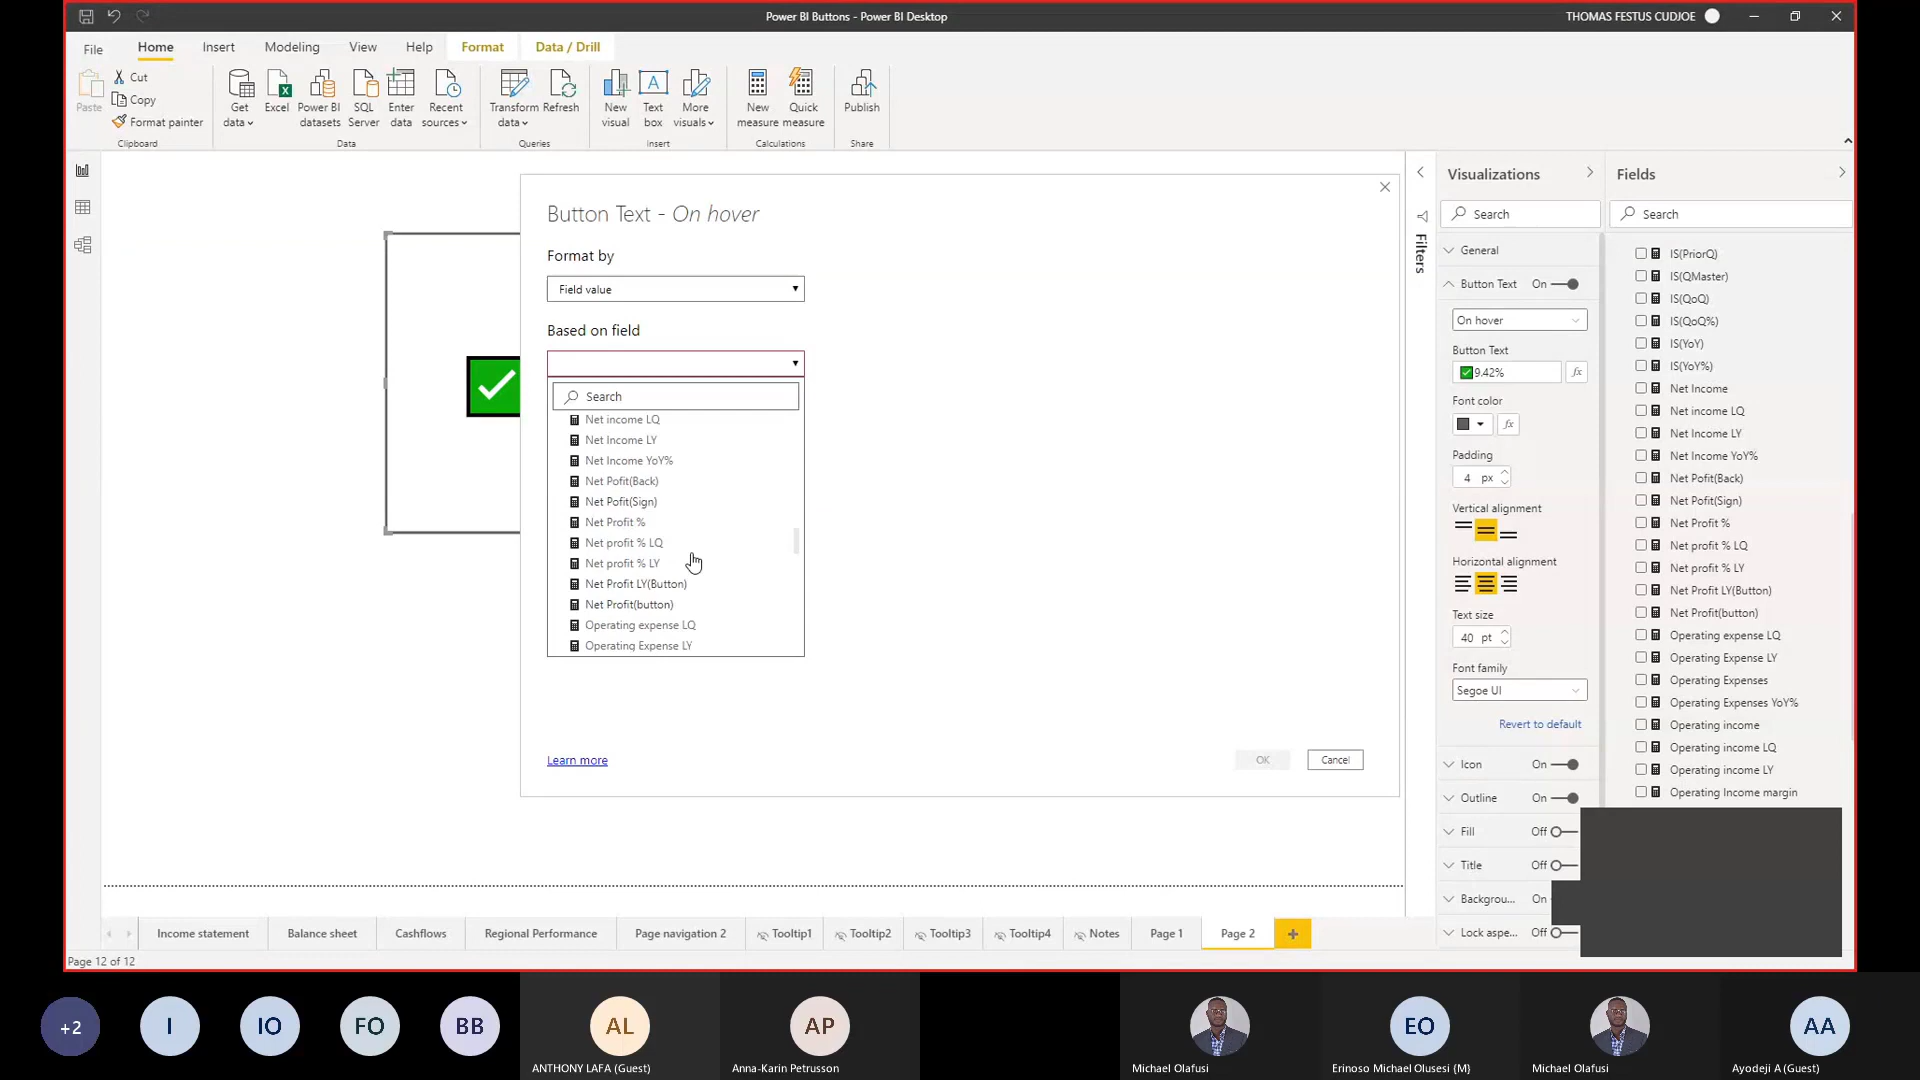 Power BI Buttons - Power BI Desktop
THOMAS FESTUS CUDJOE
File
Home
Insert
Modeling
View
Help
Format
Data / Drill
Paste
Cut
Copy
Format painter
Clipboard
Get data
Excel
Power BI datasets
SQL Server
Enter data
Recent sources
Data
Transform data
Refresh
Queries
New visual
Text box
More visuals
Insert
New measure
Quick measure
Calculations
Publish
Share
Button Text - On hover
Format by
Field value
Based on field
Search
Net income LQ
Net Income LY
Net Income YoY%
Net Pofit(Back)
Net Pofit(Sign)
Net Profit %
Net profit % LQ
Net profit % LY
Net Profit LY(Button)
Net Profit(button)
Operating expense LQ
Operating Expense LY
Learn more
OK
Cancel
Filters
Visualizations
Search
General
Button Text On
On hover
Button Text
9.42%
fx
Font color
fx
Padding
4 px
Vertical alignment
Horizontal alignment
Text size
40 pt
Font family
Segoe UI
Revert to default
Icon On
Outline On
Fill Off
Title Off
Backgrou... On
Lock aspe... Off
Fields
Search
IS(PriorQ)
IS(QMaster)
IS(QoQ)
IS(QoQ%)
IS(YoY)
IS(YoY%)
Net Income
Net income LQ
Net Income LY
Net Income YoY%
Net Pofit(Back)
Net Pofit(Sign)
Net Profit %
Net profit % LQ
Net profit % LY
Net Profit LY(Button)
Net Profit(button)
Operating expense LQ
Operating Expense LY
Operating Expenses
Operating Expenses YoY%
Operating income
Operating income LQ
Operating income LY
Operating Income margin
Income statement
Balance sheet
Cashflows
Regional Performance
Page navigation 2
Tooltip1
Tooltip2
Tooltip3
Tooltip4
Notes
Page 1
Page 2
+
Page 12 of 12
+2
I
IO
FO
BB
AL
ANTHONY LAFA (Guest)
AP
Anna-Karin Petrusson
Michael Olafusi
EO
Erinoso Michael Olusesi (M)
Michael Olafusi
AA
Ayodeji A (Guest)